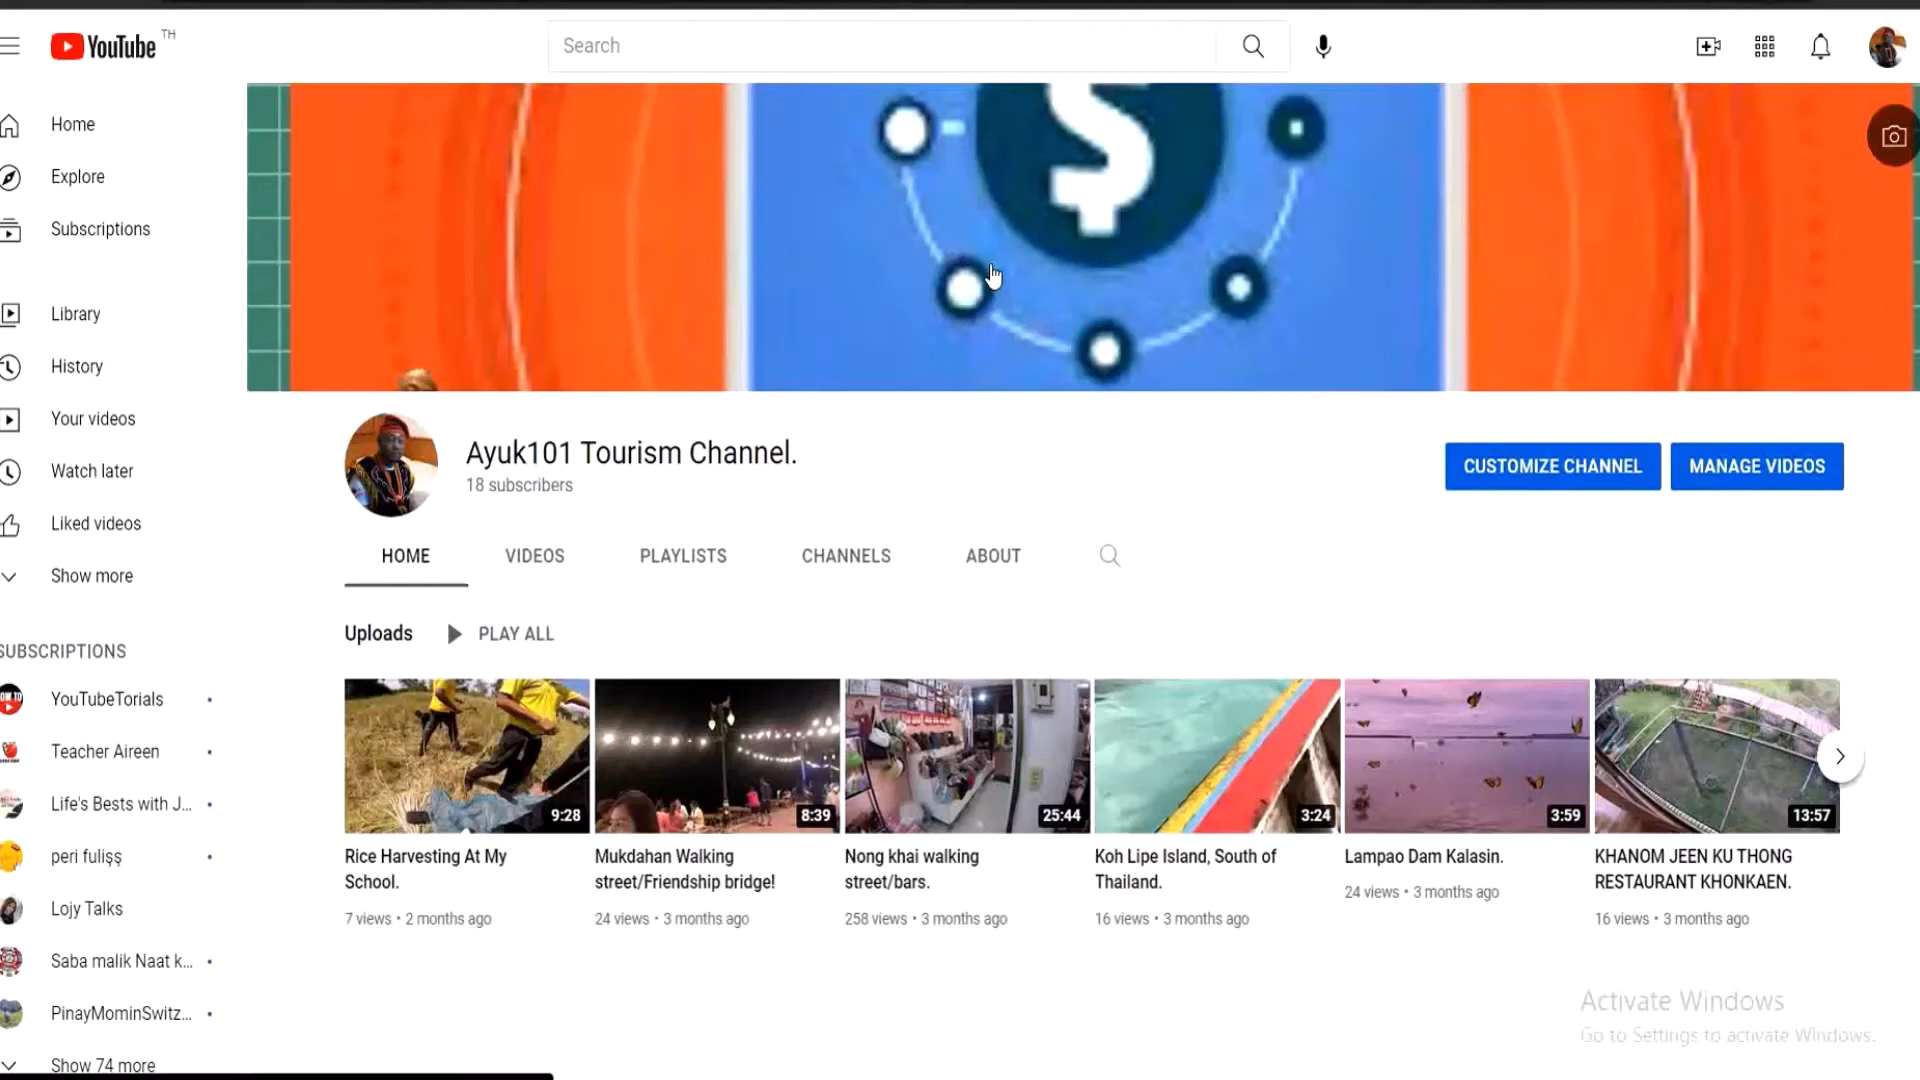 YouTube TH
Search
Home
Explore
Subscriptions
Library
History
Your videos
Watch later
Liked videos
Show more
SUBSCRIPTIONS
YouTubeTorials
Teacher Aireen
Life's Bests with J...
peri fulişş
Lojy Talks
Saba malik Naat k...
PinayMominSwitz...
Show 74 more
$
Ayuk101 Tourism Channel.
18 subscribers
CUSTOMIZE CHANNEL
MANAGE VIDEOS
HOME VIDEOS PLAYLISTS CHANNELS ABOUT
Uploads PLAY ALL
9:28
Rice Harvesting At My
School.
7 views • 2 months ago
8:39
Mukdahan Walking
street/Friendship bridge!
24 views • 3 months ago
25:44
Nong khai walking
street/bars.
258 views • 3 months ago
3:24
Koh Lipe Island, South of
Thailand.
16 views • 3 months ago
3:59
Lampao Dam Kalasin.
24 views • 3 months ago
13:57
KHANOM JEEN KU THONG
RESTAURANT KHONKAEN.
16 views • 3 months ago
Activate Windows
Go to Settings to activate Windows.